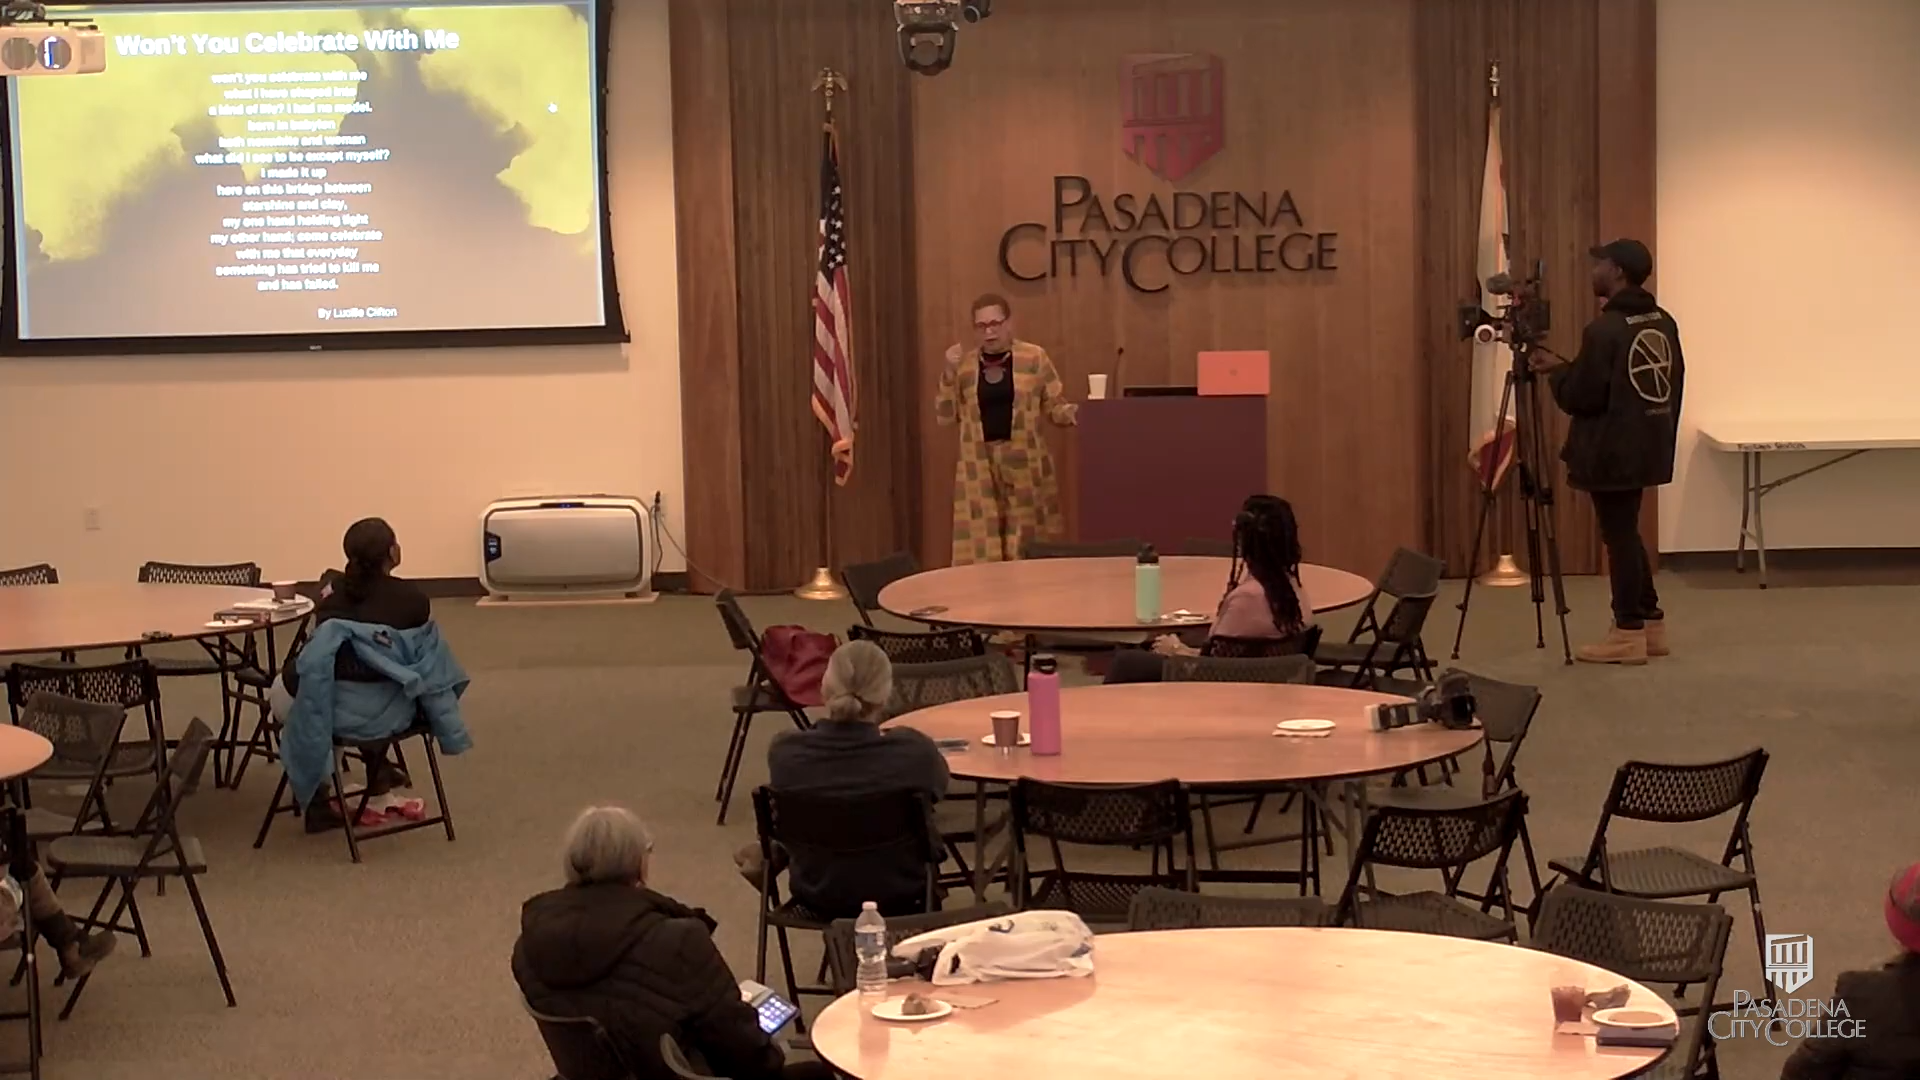 Won't You Celebrate With Me
won't you celebrate with me
what i have shaped into
a kind of life? i had no model.
born in babylon
both nonwhite and woman
what did i see to be except myself?
i made it up
here on this bridge between
starshine and clay,
my one hand holding tight
my other hand; come celebrate
with me that everyday
something has tried to kill me
and has failed.
By Lucille Clifton
PASADENA
CITY COLLEGE
PASADENA
CITY COLLEGE